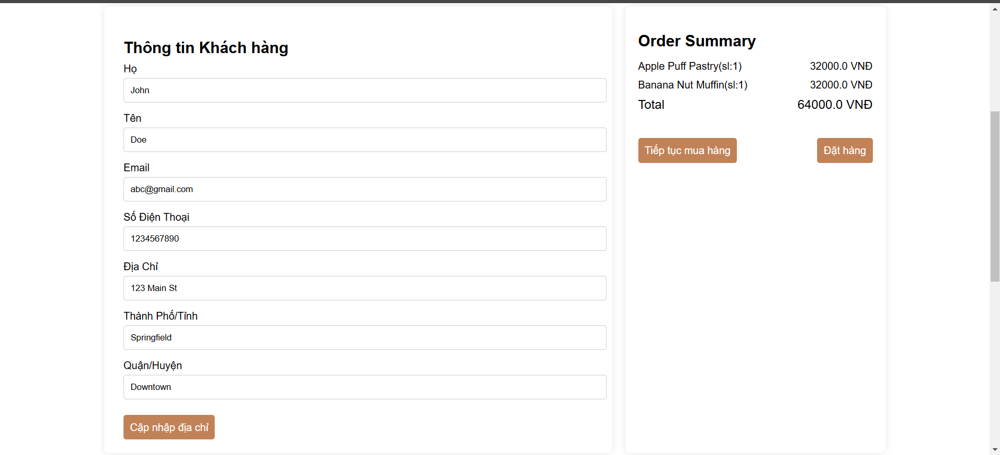 Thông tin Khách hàng
Họ
John
Tên
Doe
Email
abc@gmail.com
Số Điện Thoại
1234567890
Địa Chỉ
123 Main St
Thành Phố/Tỉnh
Springfield
Quận/Huyện
Downtown
Cập nhập địa chỉ
Order Summary
Apple Puff Pastry(sl:1) 32000.0 VNĐ
Banana Nut Muffin(sl:1) 32000.0 VNĐ
Total 64000.0 VNĐ
Tiếp tục mua hàng Đặt hàng